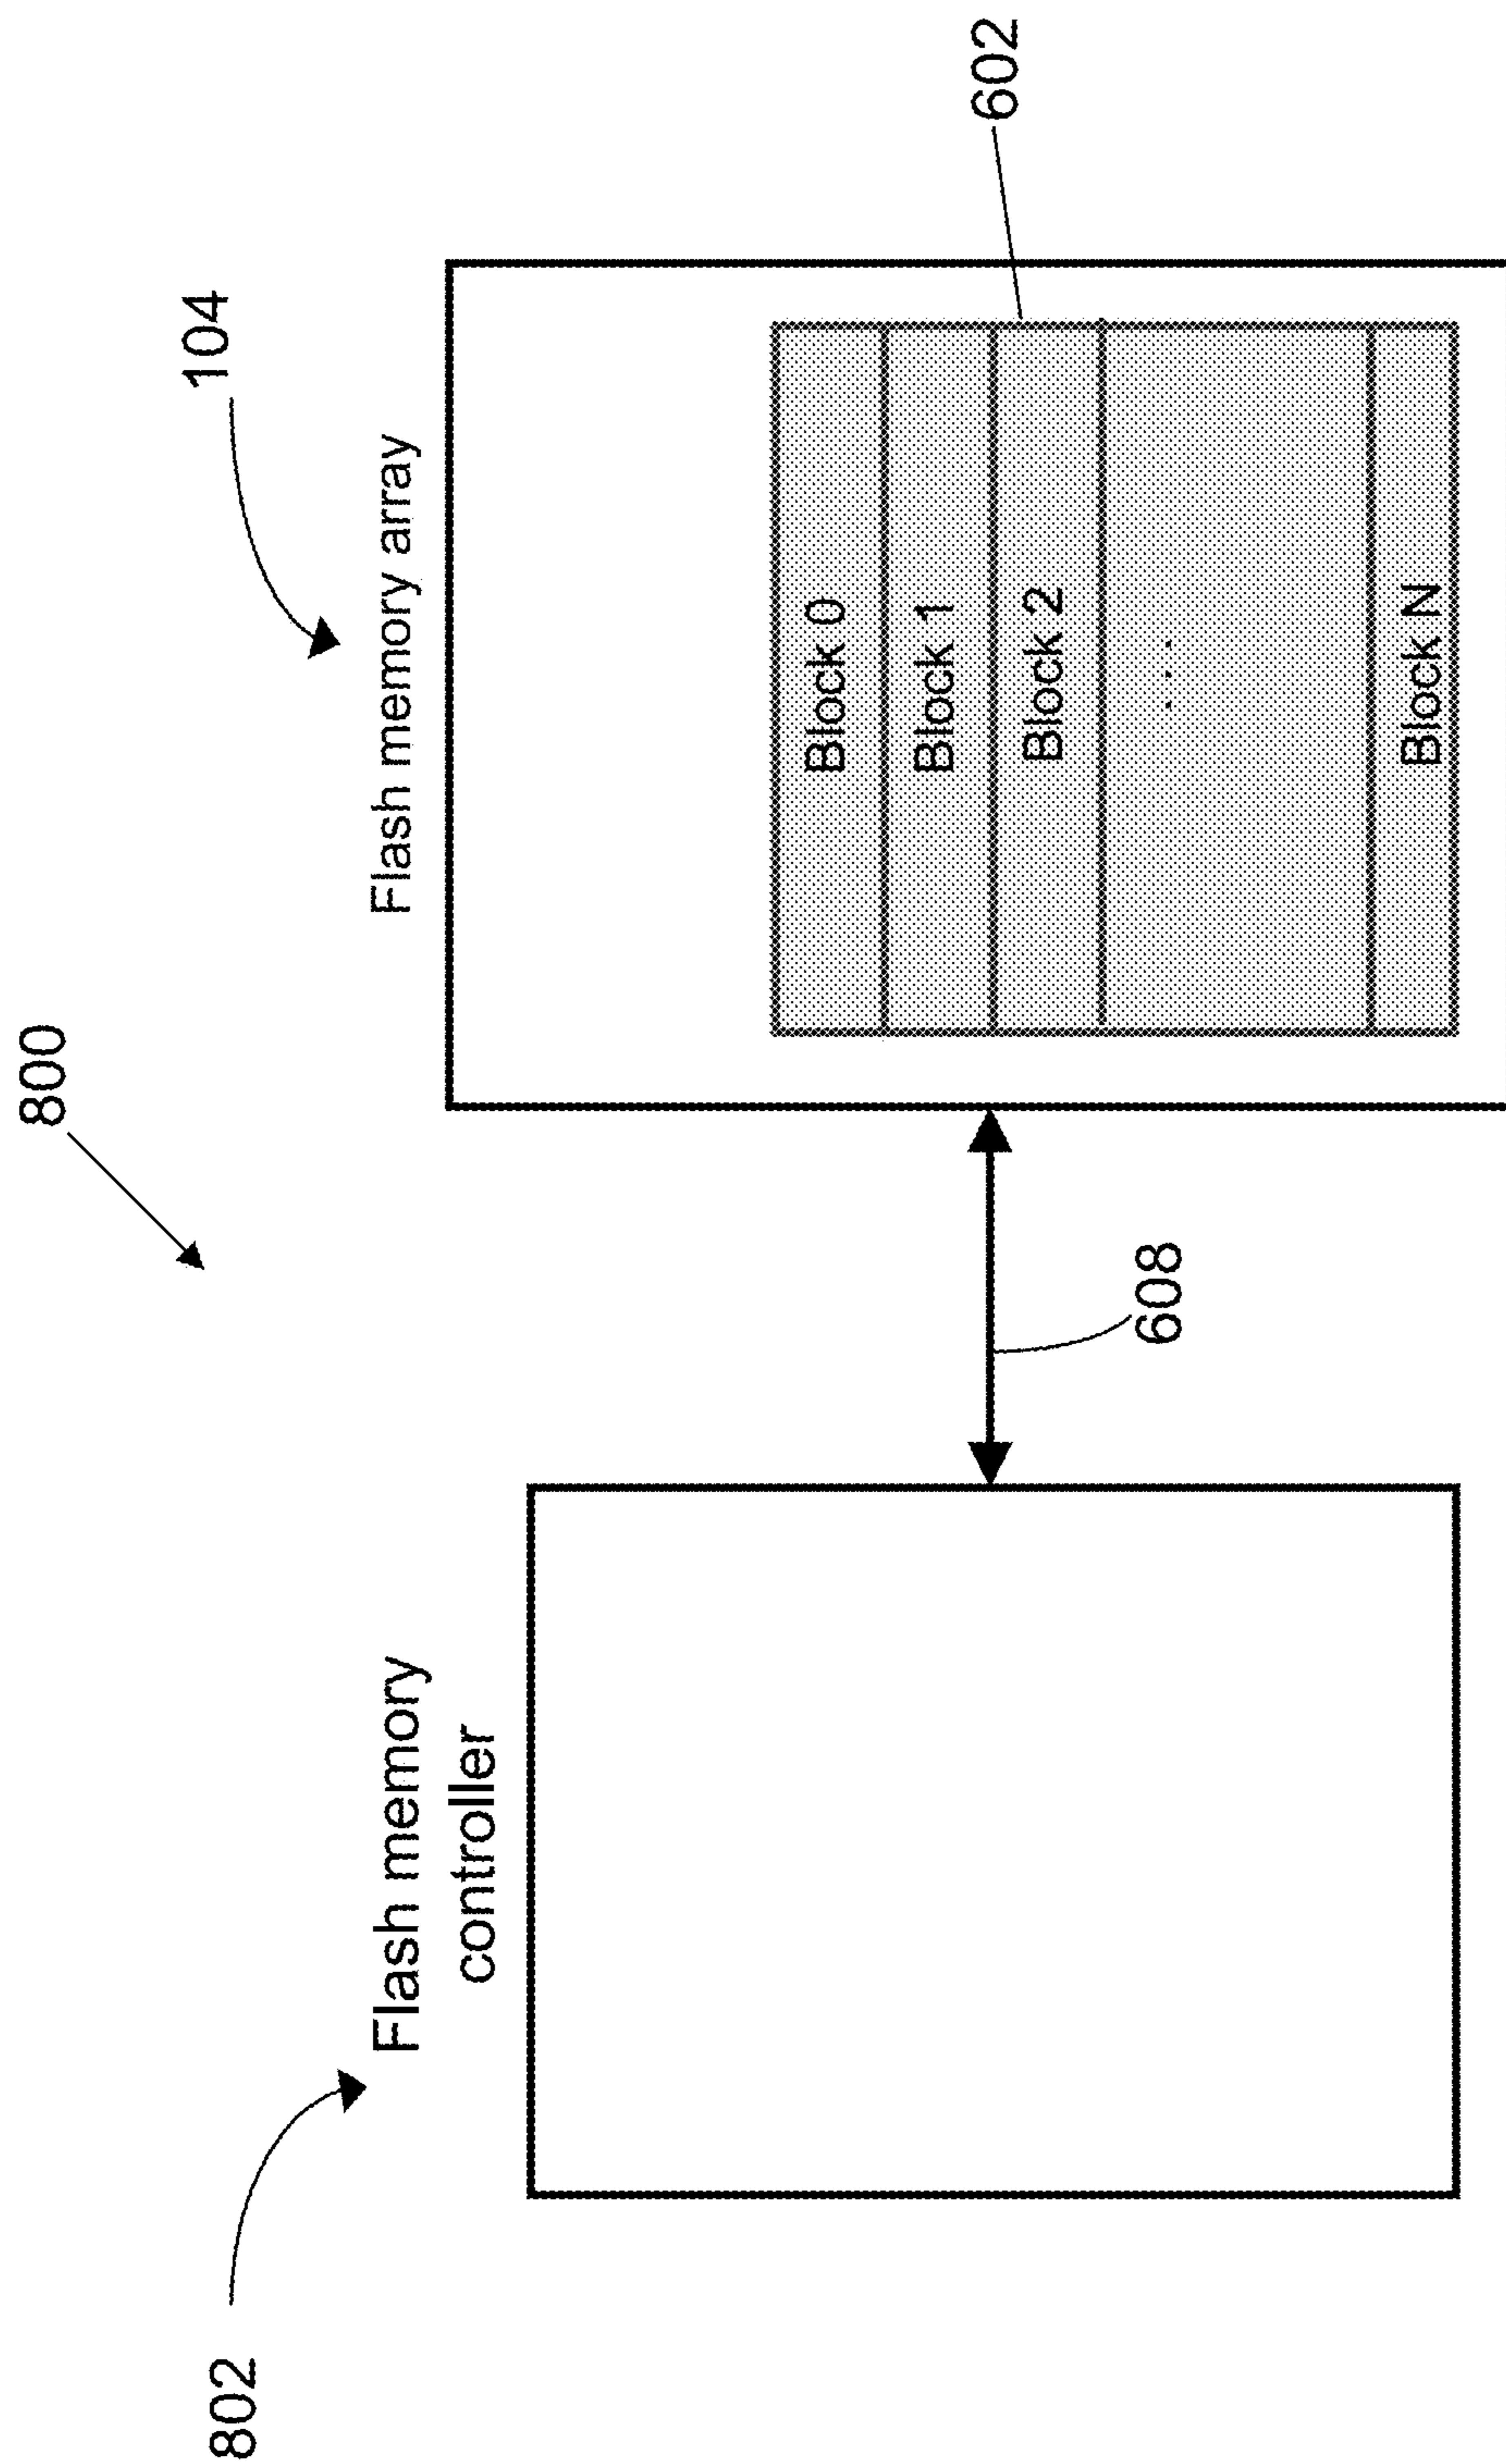 800
802
104
Flash memory
controller
Flash memory array
Block 0
Block 1
Block 2
...
Block N
602
608